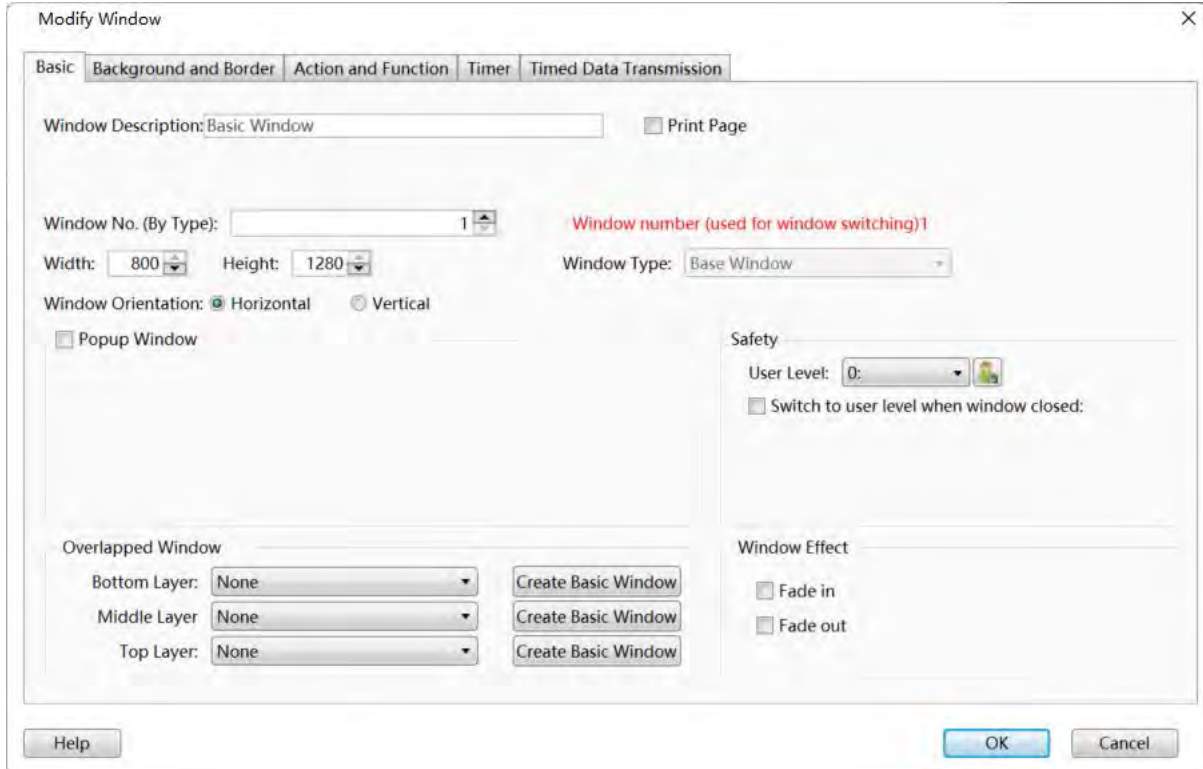 Modify Window
Basic Background and Border Action and Function Timer Timed Data Transmission
Window Description: Basic Window Print Page
Window No. (By Type): 1 Window number (used for window switching)1
Width: 800 Height: 1280 Window Type: Base Window
Window Orientation: Horizontal Vertical
Popup Window Safety
User Level: 0:
Switch to user level when window closed:
Overlapped Window Window Effect
Bottom Layer: None Create Basic Window
Fade in
Middle Layer None Create Basic Window
Fade out
Top Layer: None Create Basic Window
Help OK Cancel